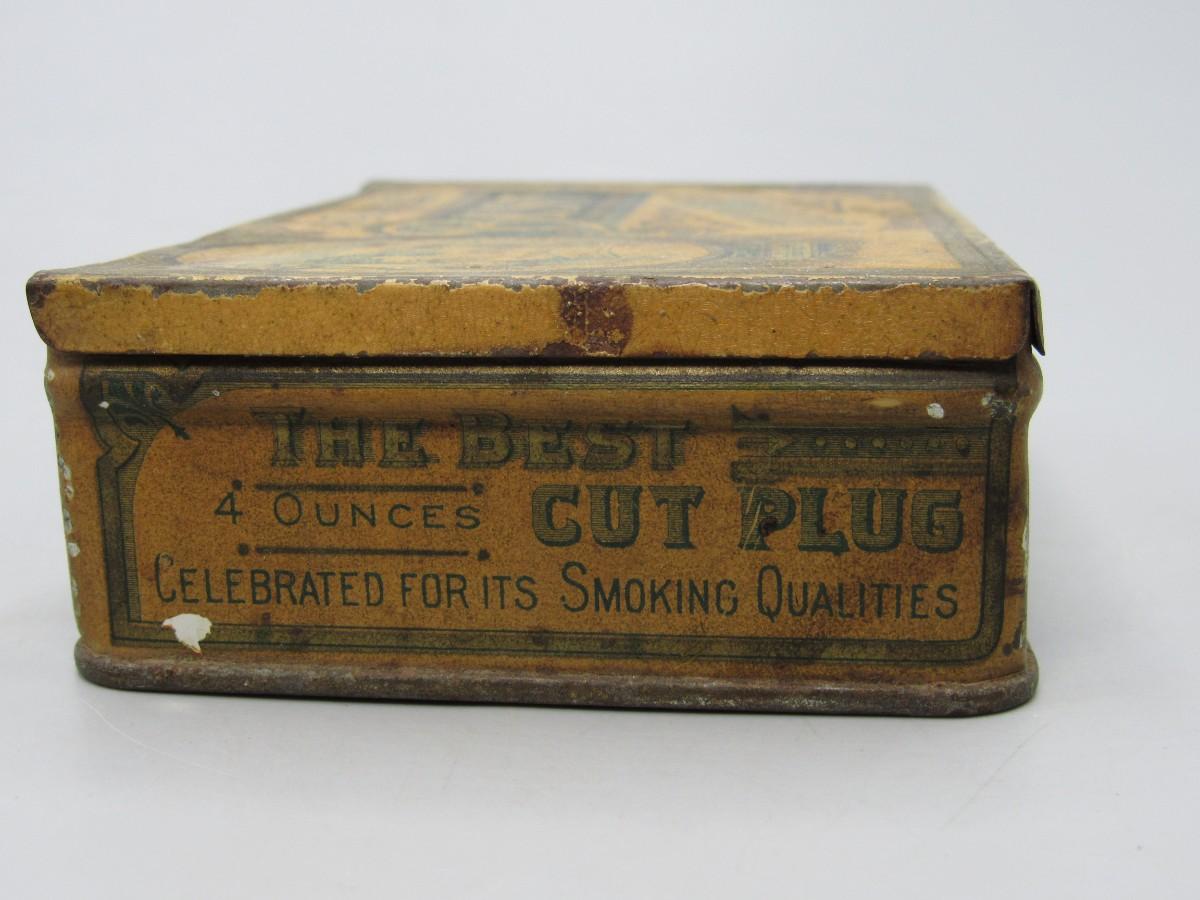 The Best
4 Ounces
CUT PLUG
Celebrated for its Smoking Qualities